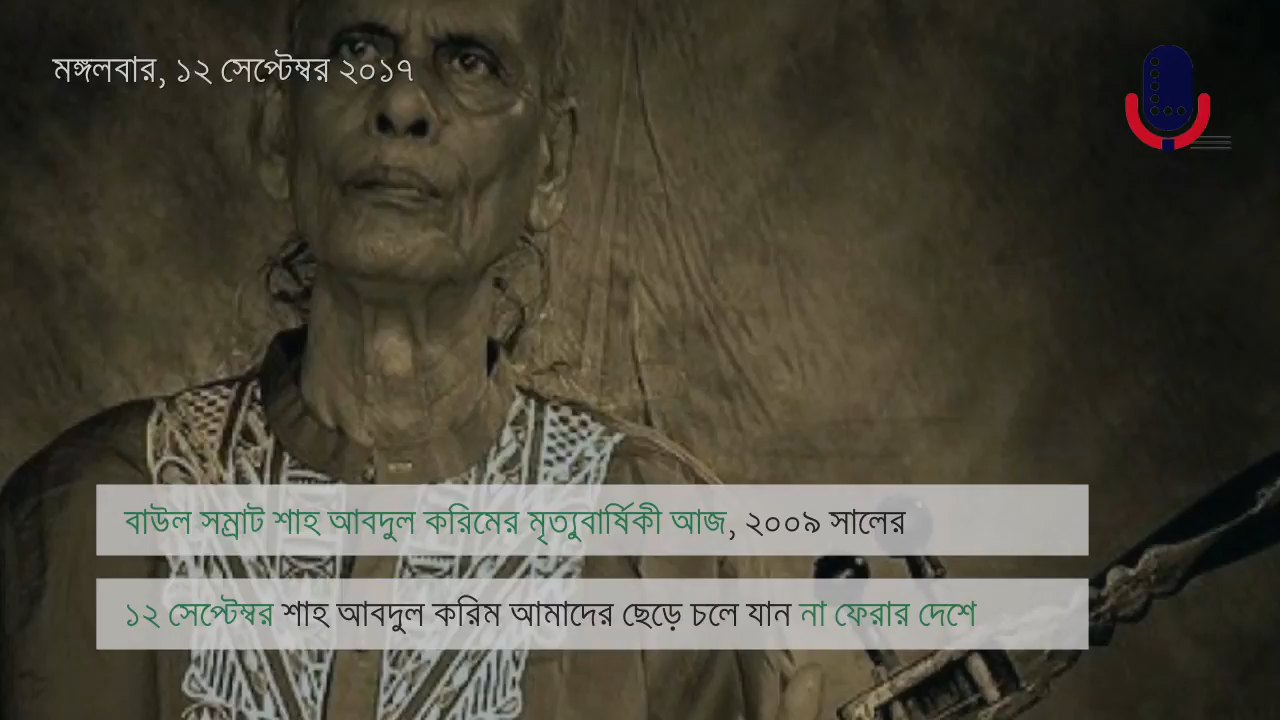 মঙ্গলবার, ১২ সেপ্টেম্বর ২০১৭
বাউল সম্রাট শাহ আবদুল করিমের মৃত্যুবার্ষিকী আজ, ২০০৯ সালের
১২ সেপ্টেম্বর শাহ আবদুল করিম আমাদের ছেড়ে চলে যান না ফেরার দেশে